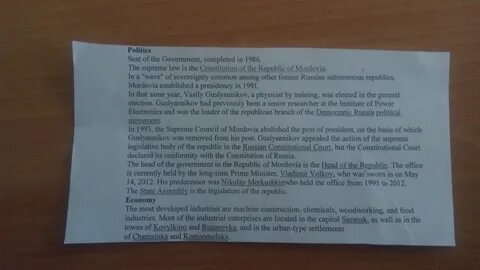 Politics
Seat of the Government, completed in 1986.
The supreme law is the Constitution of the Republic of Mordovia.
In a "wave" of sovereignty common among other former Russian autonomous republics,
Mordovia established a presidency in 1991.
In that same year, Vasily Guslyannikov, a physicist by training, was elected in the general
election. Guslyannikov had previously been a senior researcher at the Institute of Power
Electronics and was the leader of the republican branch of the Democratic Russia political
movement.
In 1993, the Supreme Council of Mordovia abolished the post of president, on the basis of which
Guslyannikov was removed from his post. Guslyannikov appealed the action of the supreme
legislative body of the republic in the Russian Constitutional Court, but the Constitutional Court
declared its conformity with the Constitution of Russia.
The head of the government in the Republic of Mordovia is the Head of the Republic. The office
is currently held by the long-time Prime Minister, Vladimir Volkov, who was sworn in on May
14, 2012. His predecessor was Nikolay Merkushkinwho held the office from 1995 to 2012.
The State Assembly is the legislature of the republic.
Economy
The most developed industries are machine construction, chemicals, woodworking, and food
industries. Most of the industrial enterprises are located in the capital Saransk, as well as in the
towns of Kovylkino and Ruzayevka, and in the urban-type settlements
of Chamzinka and Komsomolsky.